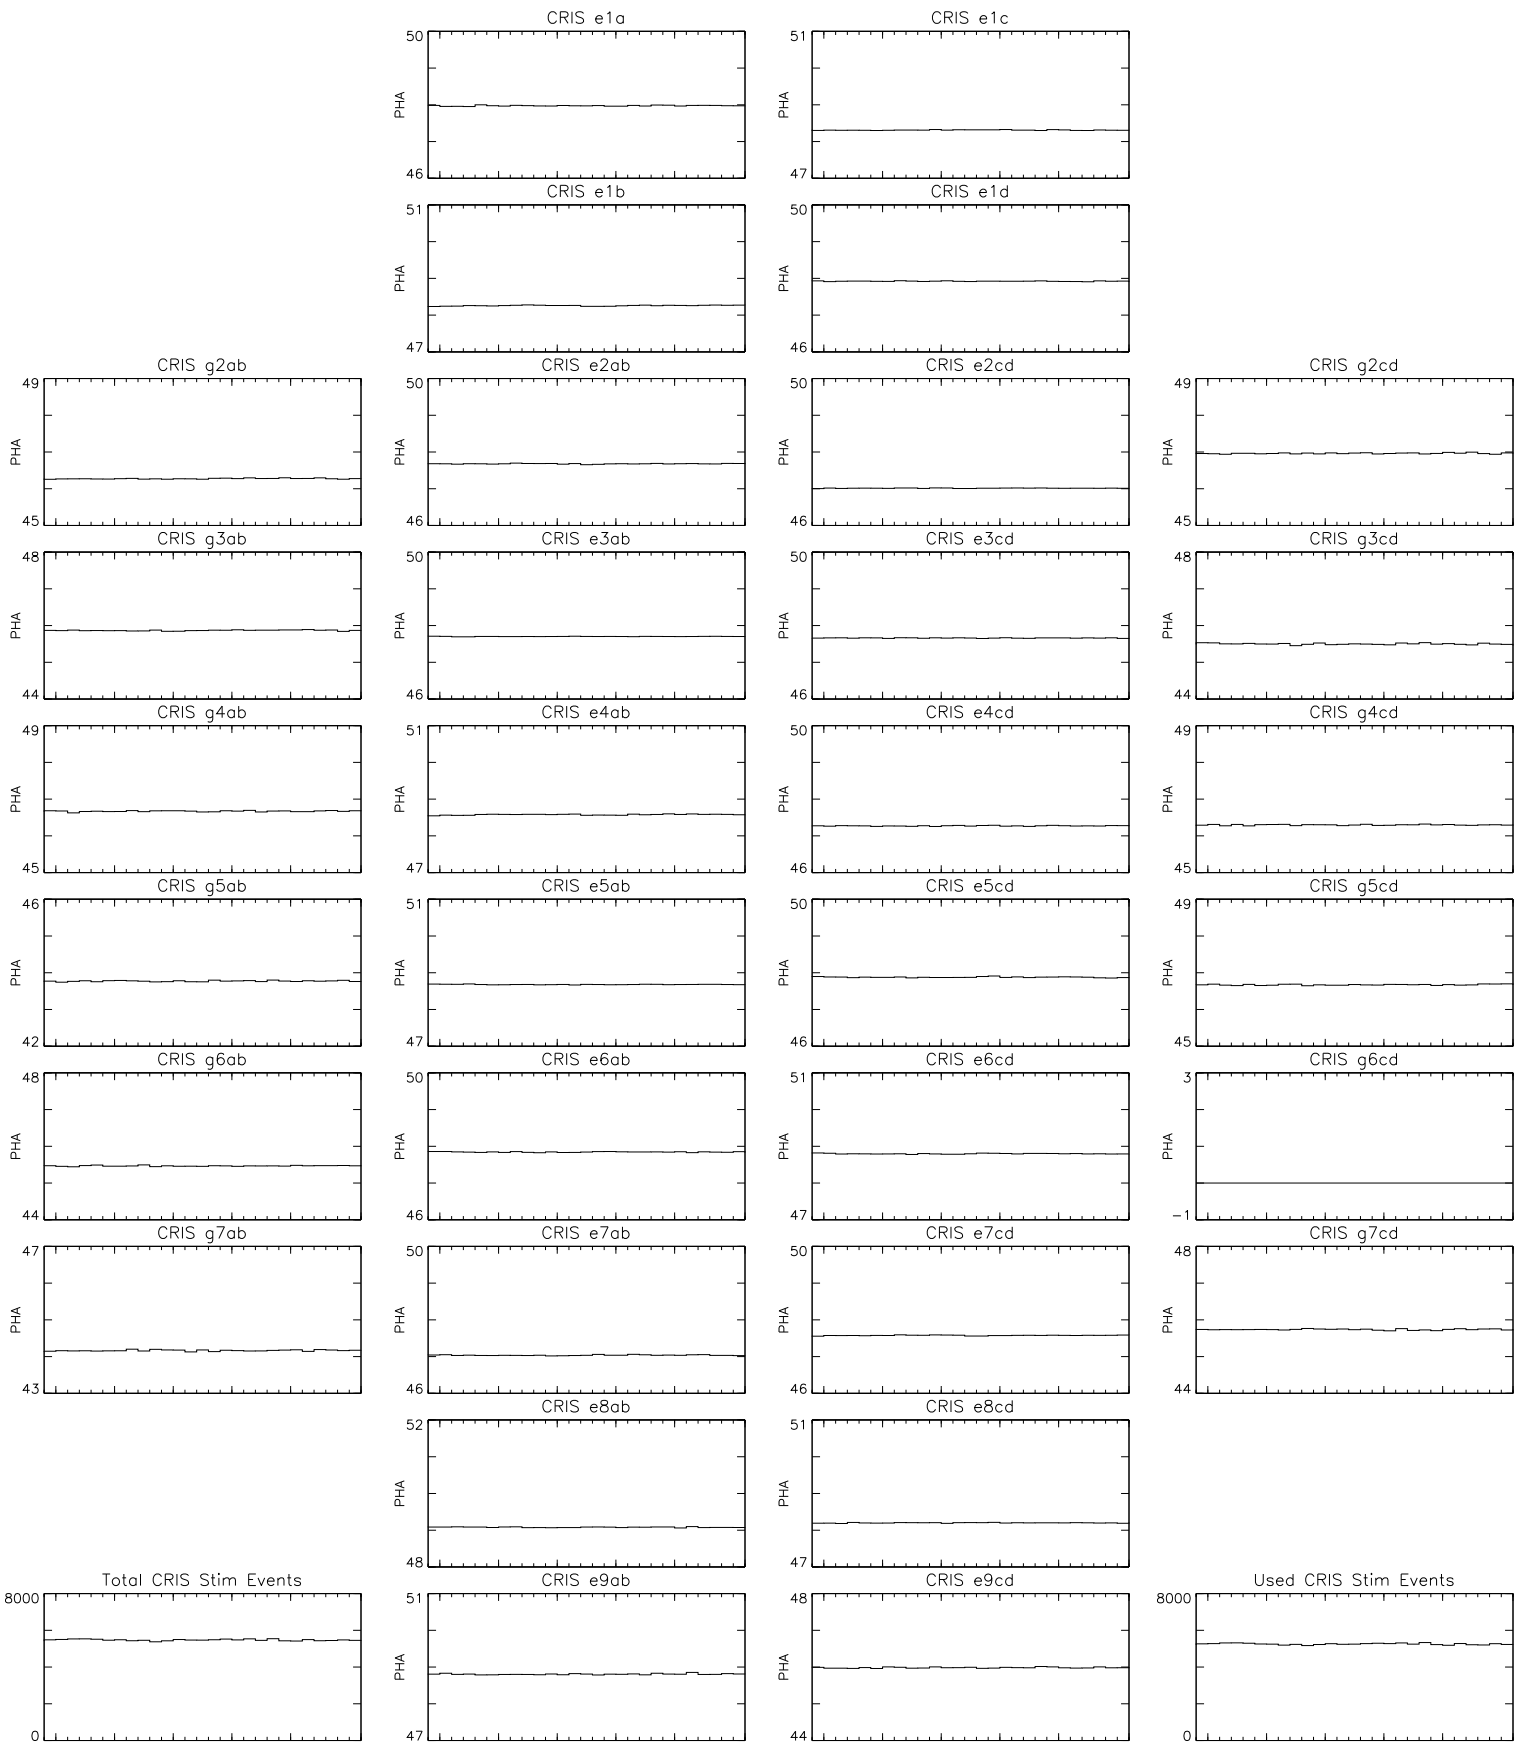 CRIS e1a
CRIS e1c
50
PHA
46
51
PHA
47
CRIS e1b
CRIS e1d
51
PHA
47
50
PHA
46
CRIS g2ab
CRIS e2ab
CRIS e2cd
CRIS g2cd
49
PHA
45
50
PHA
46
50
PHA
46
49
PHA
45
CRIS g3ab
CRIS e3ab
CRIS e3cd
CRIS g3cd
48
PHA
44
50
PHA
46
50
PHA
46
48
PHA
44
CRIS g4ab
CRIS e4ab
CRIS e4cd
CRIS g4cd
49
PHA
45
51
PHA
47
50
PHA
46
49
PHA
45
CRIS g5ab
CRIS e5ab
CRIS e5cd
CRIS g5cd
46
PHA
42
51
PHA
47
50
PHA
46
49
PHA
45
CRIS g6ab
CRIS e6ab
CRIS e6cd
CRIS g6cd
48
PHA
44
50
PHA
46
51
PHA
47
3
PHA
-1
CRIS g7ab
CRIS e7ab
CRIS e7cd
CRIS g7cd
47
PHA
43
50
PHA
46
50
PHA
46
48
PHA
44
CRIS e8ab
CRIS e8cd
52
PHA
48
51
PHA
47
Total CRIS Stim Events
CRIS e9ab
CRIS e9cd
Used CRIS Stim Events
8000
0
51
PHA
47
48
PHA
44
8000
0